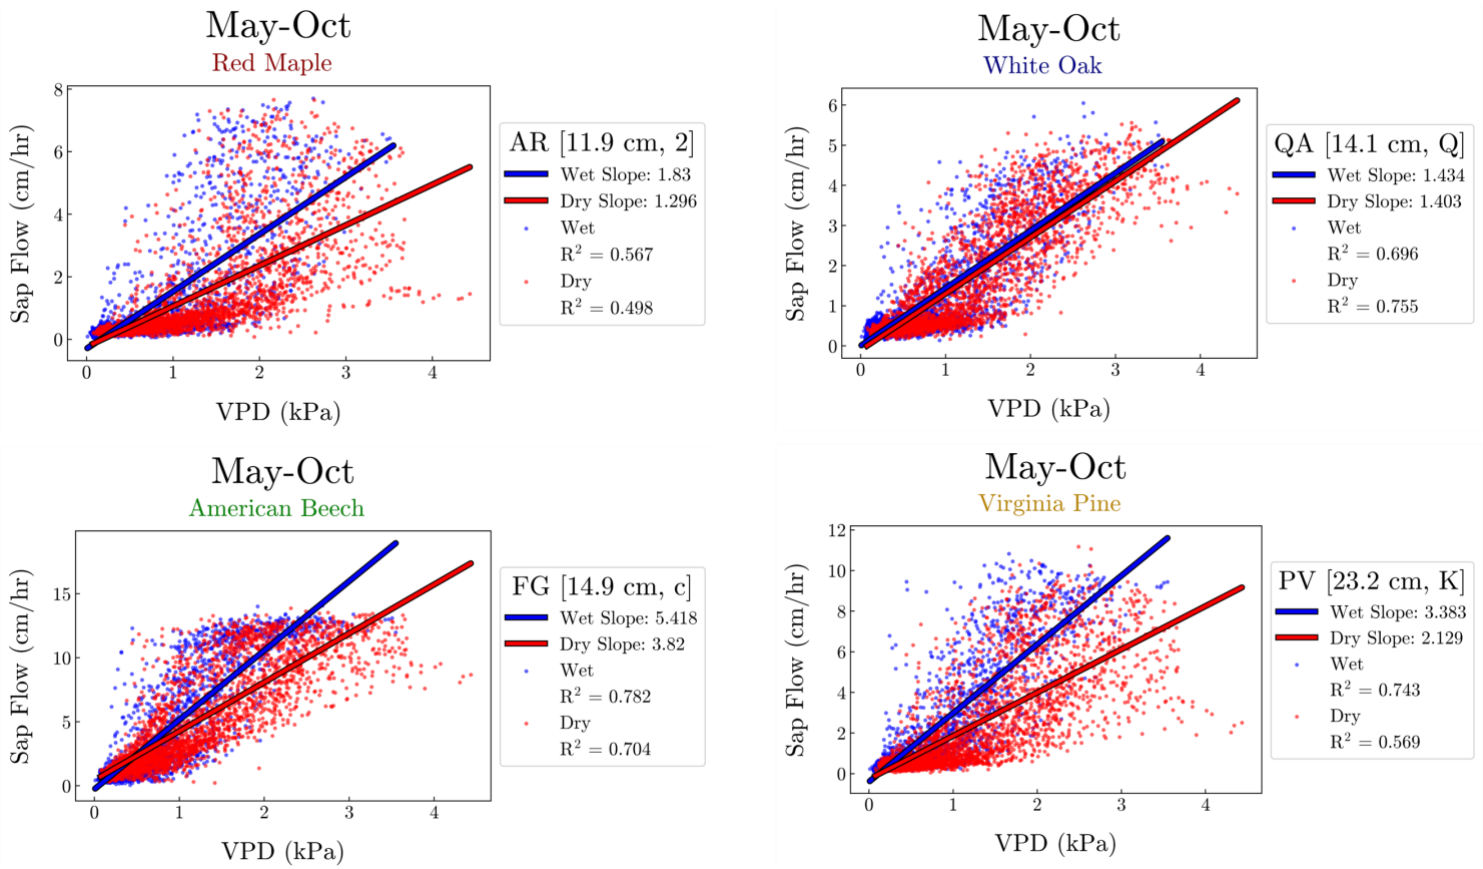 May-Oct
Red Maple
8
6
4
2
0
0 1 2 3 4
Sap Flow (cm/hr)
VPD (kPa)
AR [11.9 cm, 2]
Wet Slope: 1.83
Dry Slope: 1.296
Wet
R² = 0.567
Dry
R² = 0.498
May-Oct
White Oak
6
5
4
3
2
1
0
0 1 2 3 4
Sap Flow (cm/hr)
VPD (kPa)
QA [14.1 cm, Q]
Wet Slope: 1.434
Dry Slope: 1.403
Wet
R² = 0.696
Dry
R² = 0.755
May-Oct
American Beech
15
10
5
0
0 1 2 3 4
Sap Flow (cm/hr)
VPD (kPa)
FG [14.9 cm, c]
Wet Slope: 5.418
Dry Slope: 3.82
Wet
R² = 0.782
Dry
R² = 0.704
May-Oct
Virginia Pine
12
10
8
6
4
2
0
0 1 2 3 4
Sap Flow (cm/hr)
VPD (kPa)
PV [23.2 cm, K]
Wet Slope: 3.383
Dry Slope: 2.129
Wet
R² = 0.743
Dry
R² = 0.569